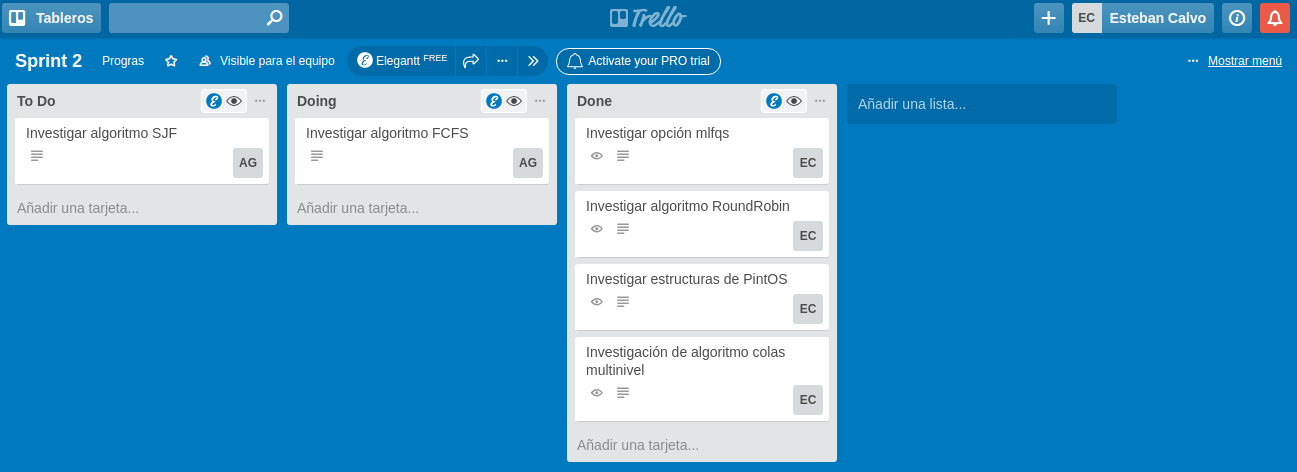 Tableros
Trello
EC Esteban Calvo
Sprint 2 Progras Visible para el equipo Elegantt FREE Activate your PRO trial Mostrar menú
To Do
Investigar algoritmo SJF
AG
Añadir una tarjeta...
Doing
Investigar algoritmo FCFS
AG
Añadir una tarjeta...
Done
Investigar opción mlfqs
EC
Investigar algoritmo RoundRobin
EC
Investigar estructuras de PintOS
EC
Investigación de algoritmo colas
multinivel
EC
Añadir una tarjeta...
Añadir una lista...